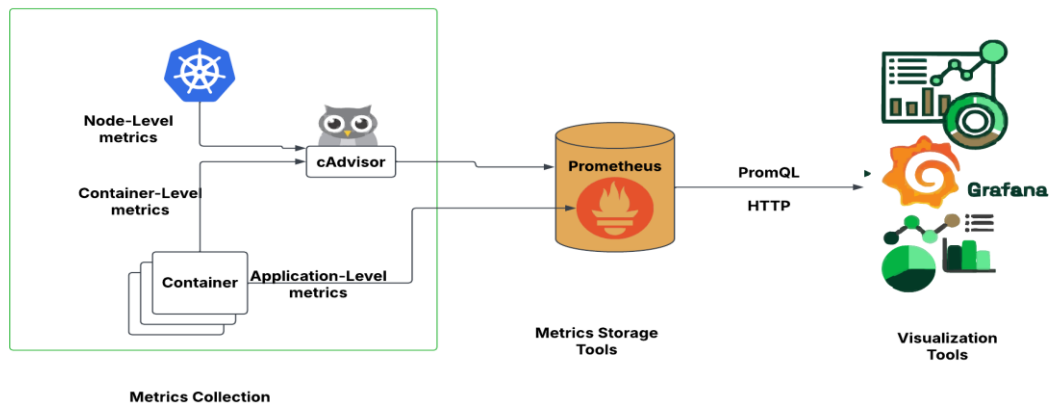 Node-Level
metrics
cAdvisor
Container-Level
metrics
Container
Application-Level
metrics
Metrics Collection
Prometheus
Metrics Storage
Tools
PromQL
HTTP
Grafana
Visualization
Tools